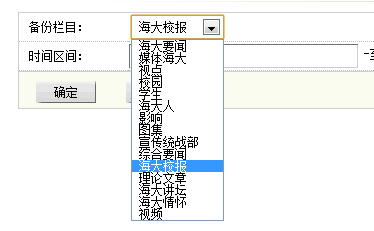 备份栏目： 海大校报
时间区间： -至
确定
海大要闻
媒体海大
视点
校园
学生
海大人
影响
图集
宣传统战部
综合要闻
海大校报
理论文章
海大讲坛
海大情怀
视频